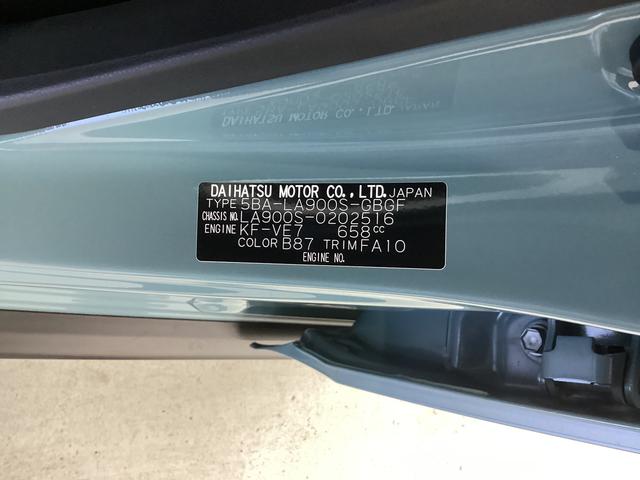 DAIHATSU MOTOR CO., LTD. JAPAN
TYPE 5BA-LA900S-GBGF
CHASSIS NO. LA900S-0202516
ENGINE KF-VE7 658cc
COLOR B87 TRIM FA10
ENGINE NO.